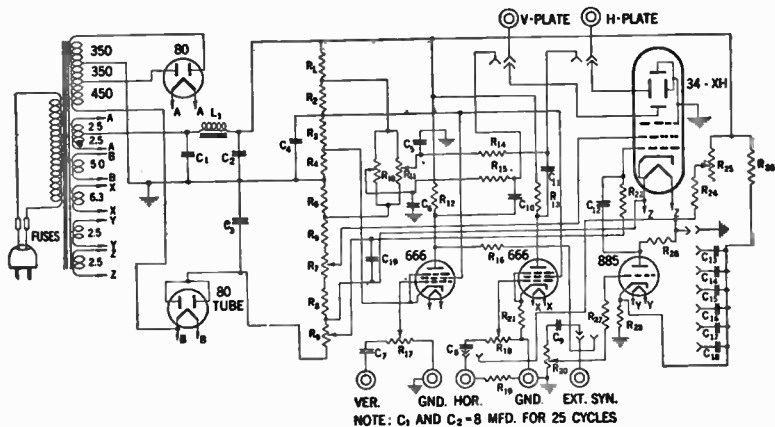 V-PLATE H-PLATE
350 80
350
450
34-XH
A A
R1
R2
R3
R4
R6
R6
R7
R8
R9
L1
A
2.5
2.5
A
B
50
B
X
6.3
X
Y
2.5
Y
Z
2.5
Z
FUSES
C1 C2 C3 C4
C5 R14
R15
R10 R11
C6 R12 C10 C11 R13
C12 R23
R24 R25
Z Z
R16
C19
666 666 885
R26
80
TUBE
B B
C7 R17
Y Y
X X
R21
C8 R18 C9
R19 R20
R27 R28
Y Y
C13
C14
C15
C16
C17
C18
VER. GND. HOR. GND. EXT. SYN.
NOTE: C1 AND C2=8 MFD. FOR 25 CYCLES